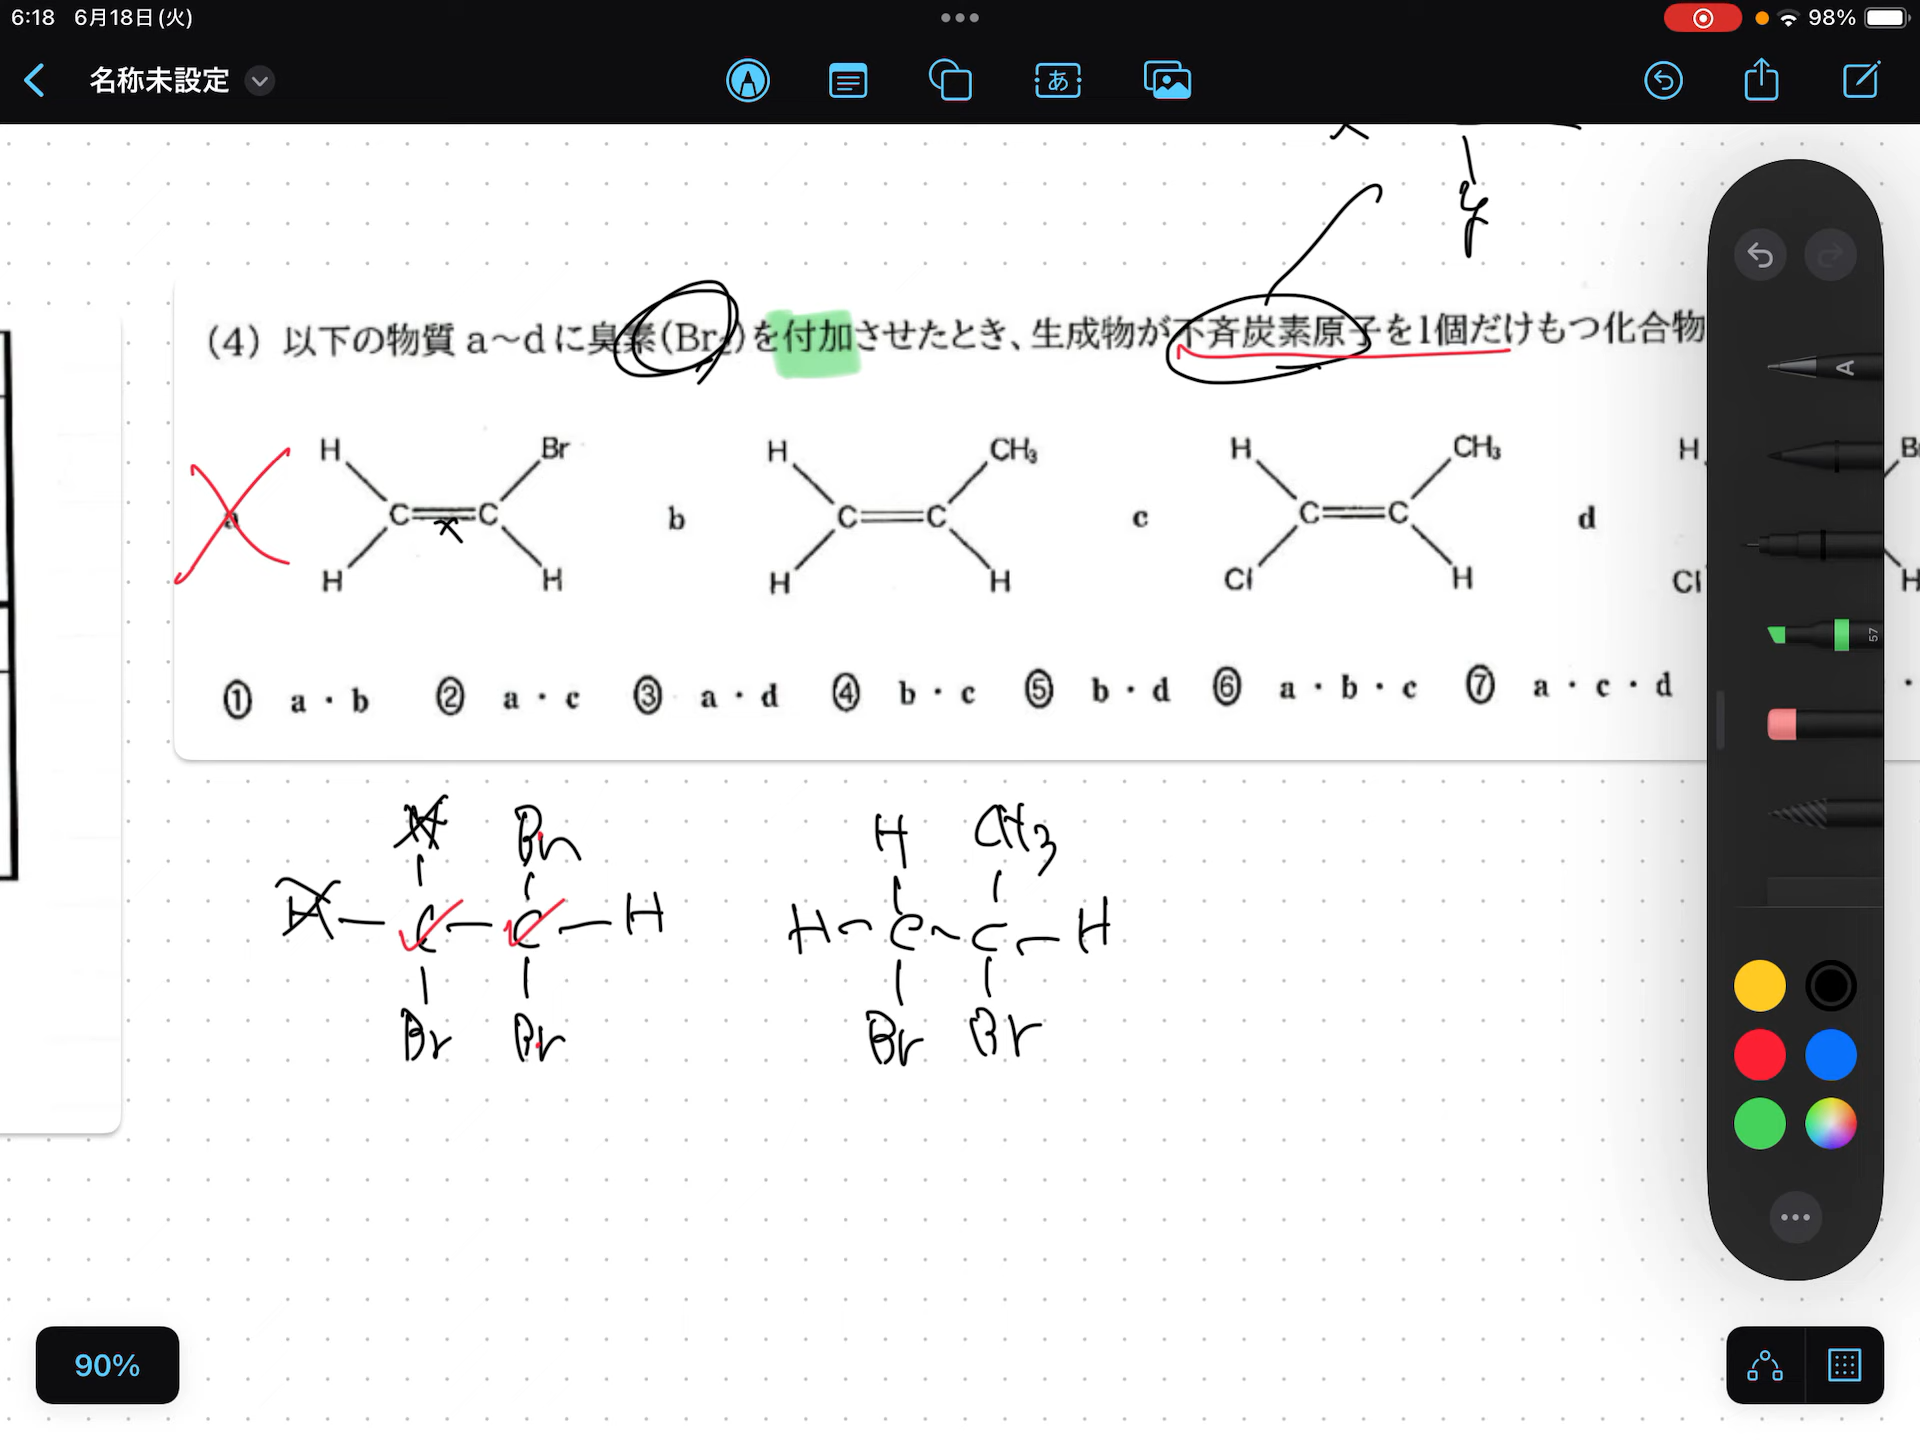 6:18 6月18日(火)
98%
名称未設定
あ
x
y
(4) 以下の物質 a～d に臭素(Br₂)を付加させたとき、生成物が不斉炭素原子を1個だけもつ化合物
H Br H CH₃ H CH₃ H Br
a C=C b C=C c C=C d
x
H H H H Cl H Cl H
① a・b ② a・c ③ a・d ④ b・c ⑤ b・d ⑥ a・b・c ⑦ a・c・d
H Br H CH₃
H-C-C-H H-C-C-H
Br Br Br Br
A
57
90%